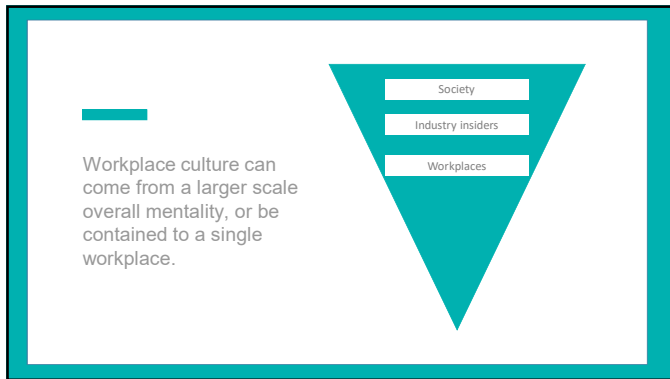 Workplace culture can
come from a larger scale
overall mentality, or be
contained to a single
workplace.
Society
Industry insiders
Workplaces